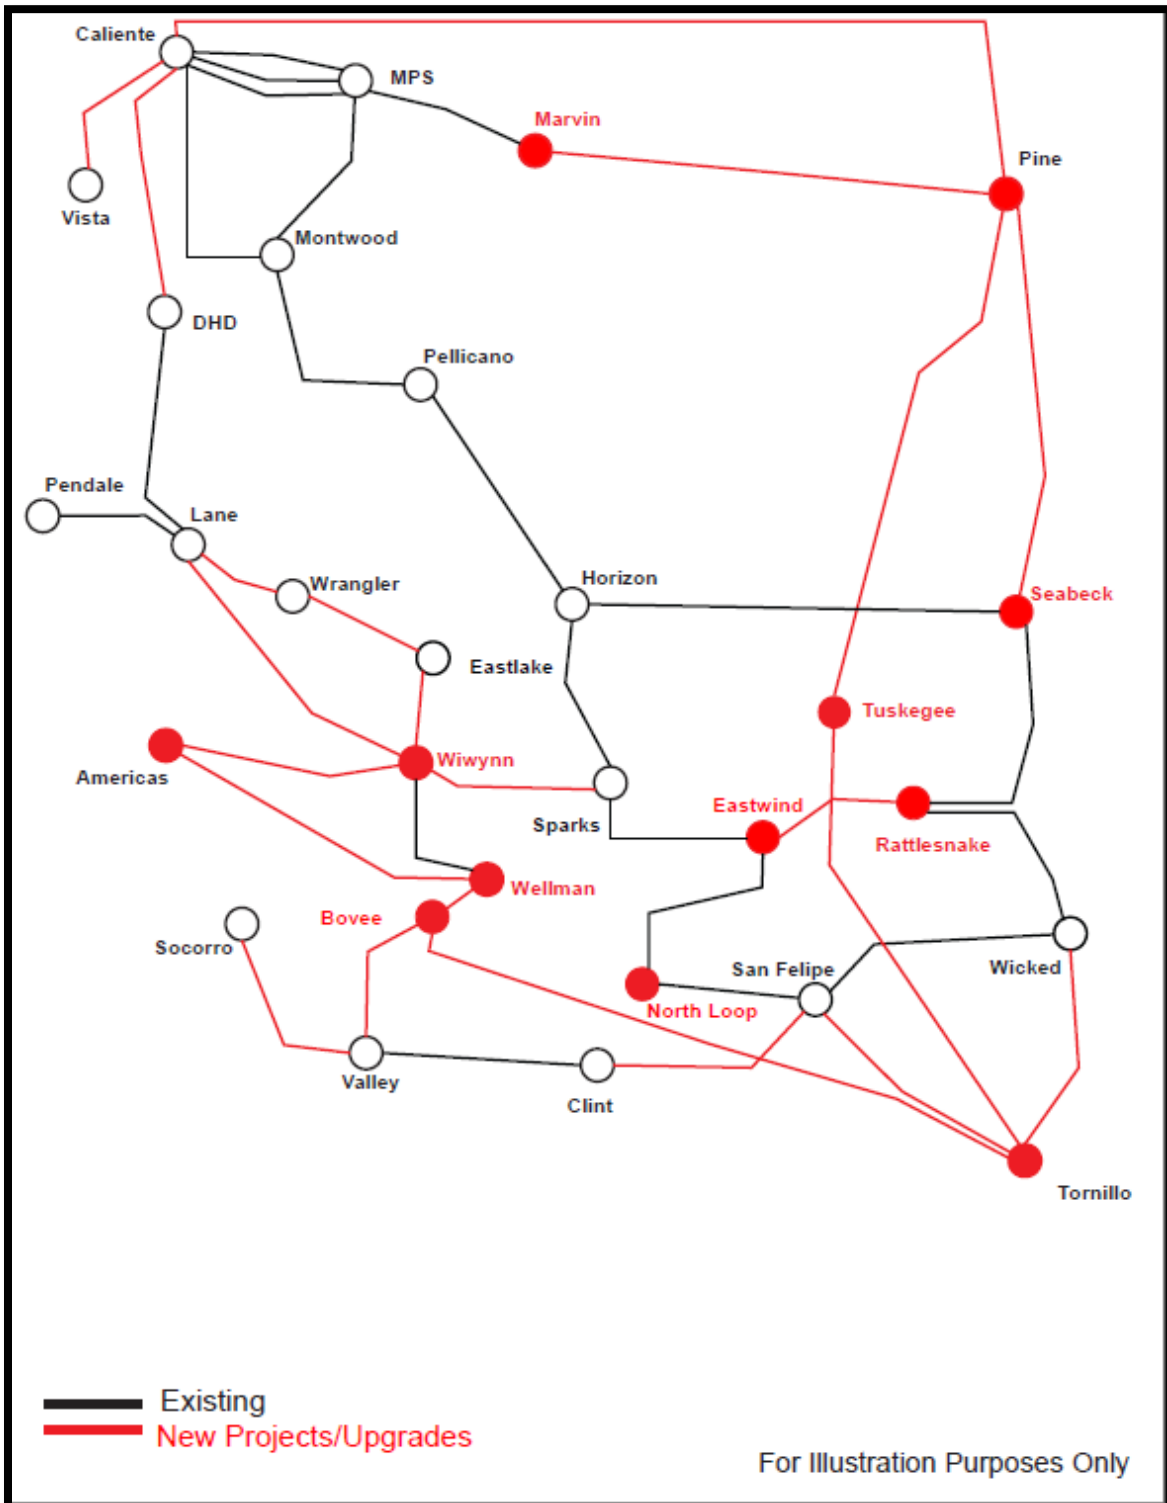 Caliente
MPS
Marvin
Pine
Vista
Montwood
DHD
Pellicano
Pendale
Lane
Wrangler
Horizon
Seabeck
Eastlake
Tuskegee
Wiwynn
Americas
Eastwind
Sparks
Rattlesnake
Wellman
Bovee
Socorro
San Felipe
Wicked
North Loop
Valley
Clint
Tornillo
Existing
New Projects/Upgrades
For Illustration Purposes Only